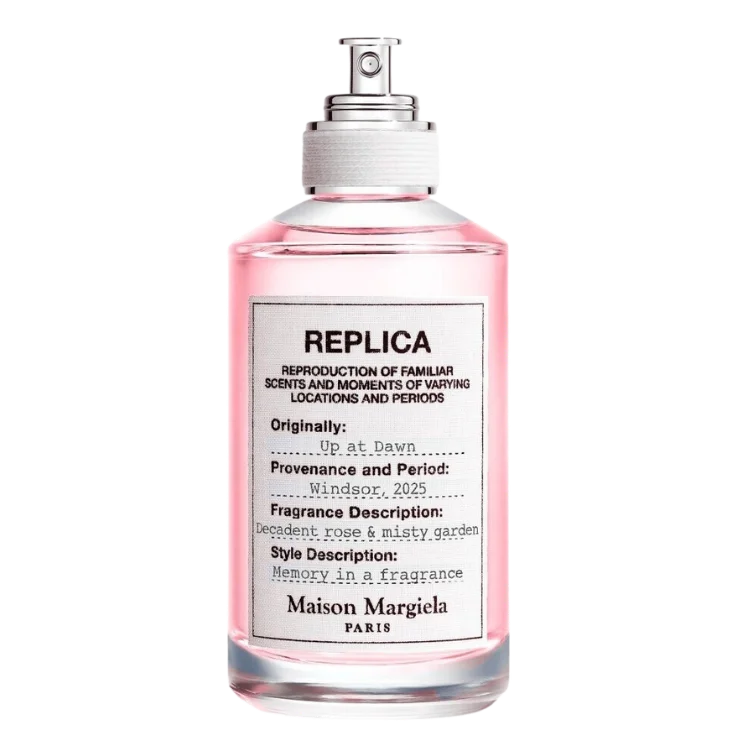 REPLICA
REPRODUCTION OF FAMILIAR
SCENTS AND MOMENTS OF VARYING
LOCATIONS AND PERIODS
Originally:
Up at Dawn
Provenance and Period:
Windsor, 2025
Fragrance Description:
Decadent rose & misty garden
Style Description:
Memory in a fragrance
Maison Margiela
PARIS